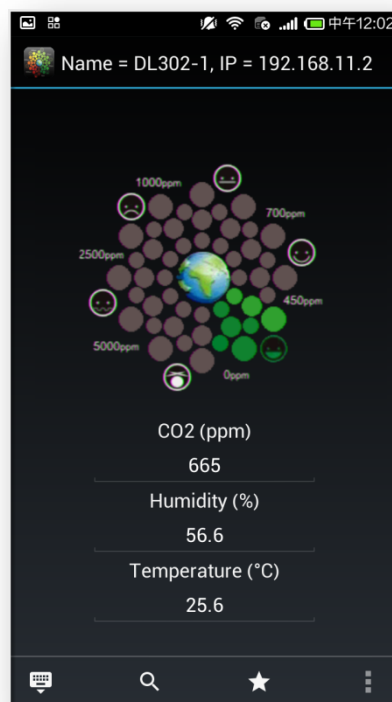 中午12:02
Name = DL302-1, IP = 192.168.11.2
1000ppm
700ppm
2500ppm
450ppm
5000ppm
0ppm
CO2 (ppm)
665
Humidity (%)
56.6
Temperature (°C)
25.6